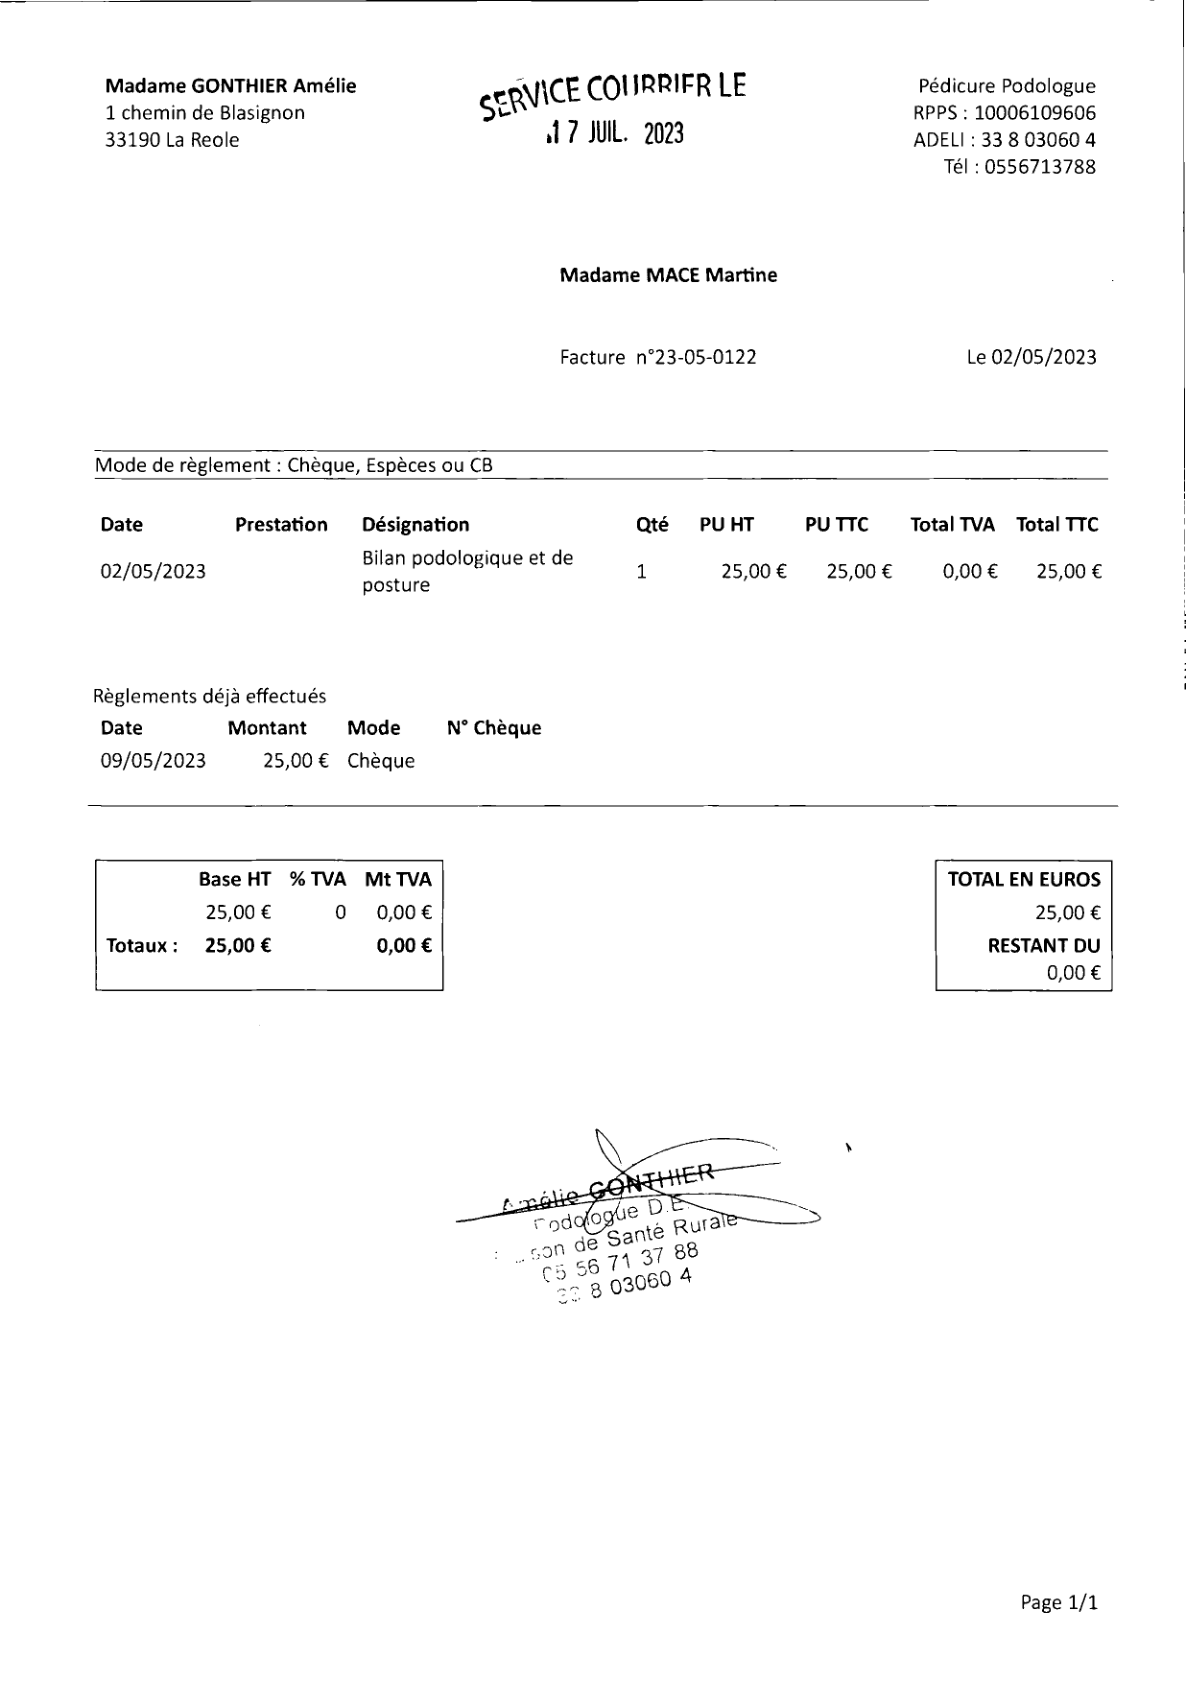 Madame GONTHIER Amélie
1 chemin de Blasignon
33190 La Reole
SERVICE COURRIER LE
17 JUIL. 2023
Pédicure Podologue
RPPS : 10006109606
ADELI : 33 8 03060 4
Tél : 0556713788
Madame MACE Martine
Facture n°23-05-0122 Le 02/05/2023
Mode de règlement : Chèque, Espèces ou CB
Date Prestation Désignation Qté PU HT PU TTC Total TVA Total TTC
02/05/2023 Bilan podologique et de posture 1 25,00 € 25,00 € 0,00 € 25,00 €
Règlements déjà effectués
Date Montant Mode N° Chèque
09/05/2023 25,00 € Chèque
Base HT % TVA Mt TVA
25,00 € 0 0,00 €
Totaux : 25,00 € 0,00 €
TOTAL EN EUROS
25,00 €
RESTANT DU
0,00 €
Amélie GONTHIER
Podologue D.E.
de Santé Rurale
05 56 71 37 88
33 8 03060 4
Page 1/1